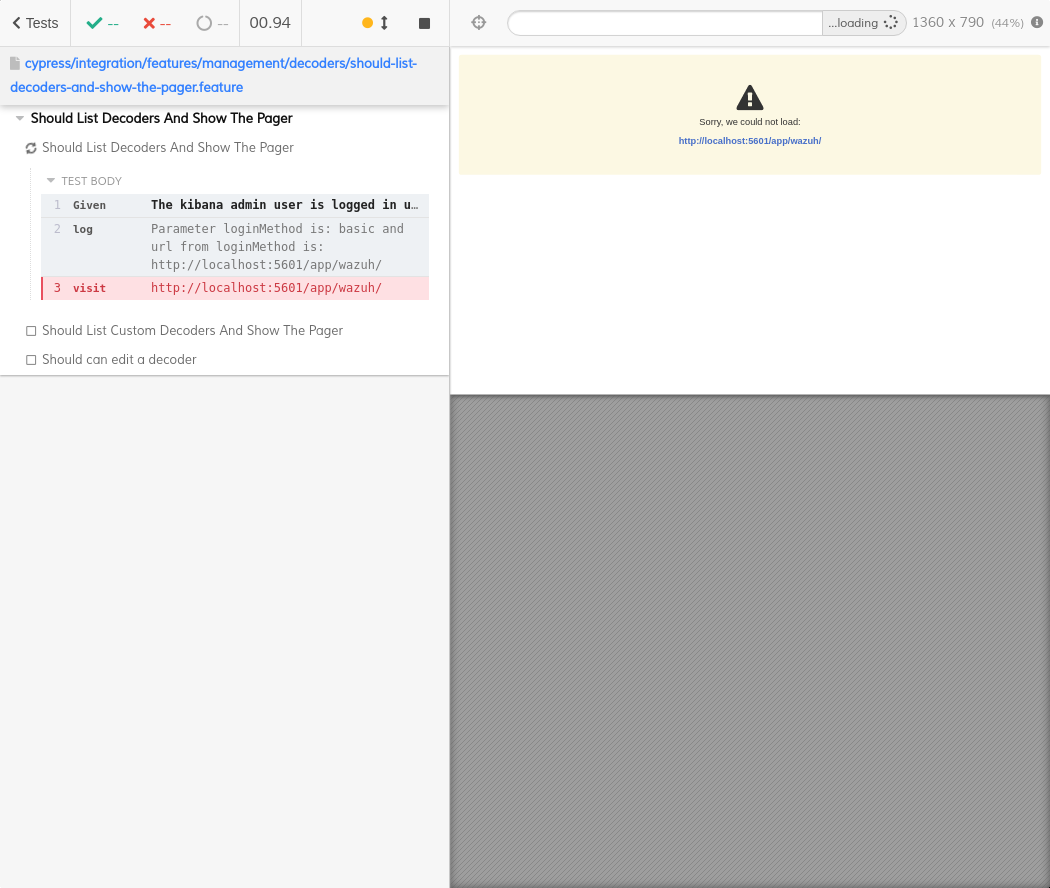 Tests -- -- -- 00.94
cypress/integration/features/management/decoders/should-list-
decoders-and-show-the-pager.feature
Should List Decoders And Show The Pager
Should List Decoders And Show The Pager
TEST BODY
1 Given The kibana admin user is logged in u…
2 log Parameter loginMethod is: basic and
url from loginMethod is:
http://localhost:5601/app/wazuh/
3 visit http://localhost:5601/app/wazuh/
Should List Custom Decoders And Show The Pager
Should can edit a decoder
...loading 1360 x 790 (44%)
Sorry, we could not load:
http://localhost:5601/app/wazuh/